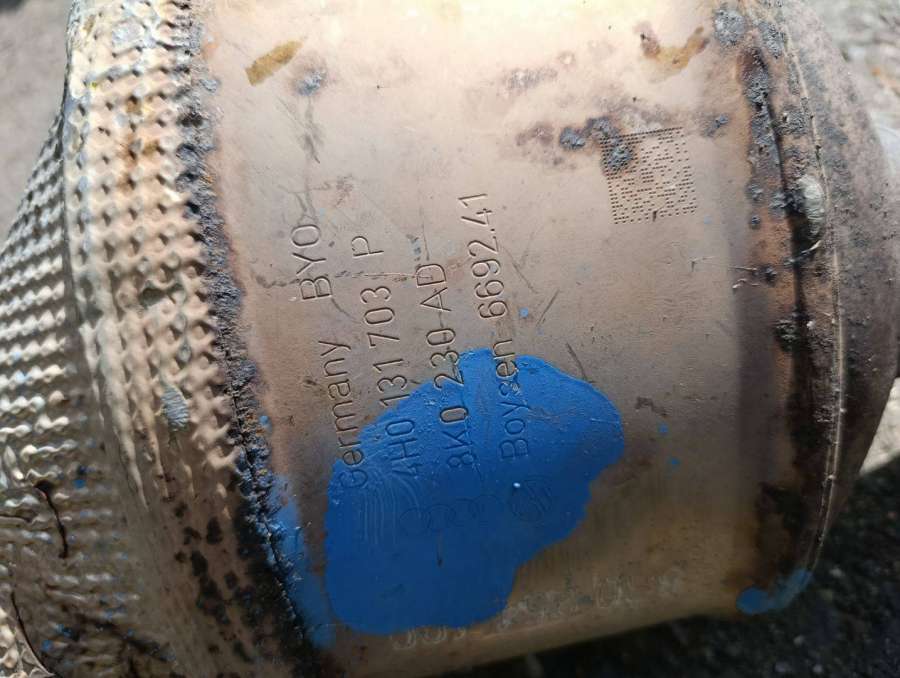 Germany BYO
4H0 131 703 P
8K0 230 AD
Boysen 6692.41